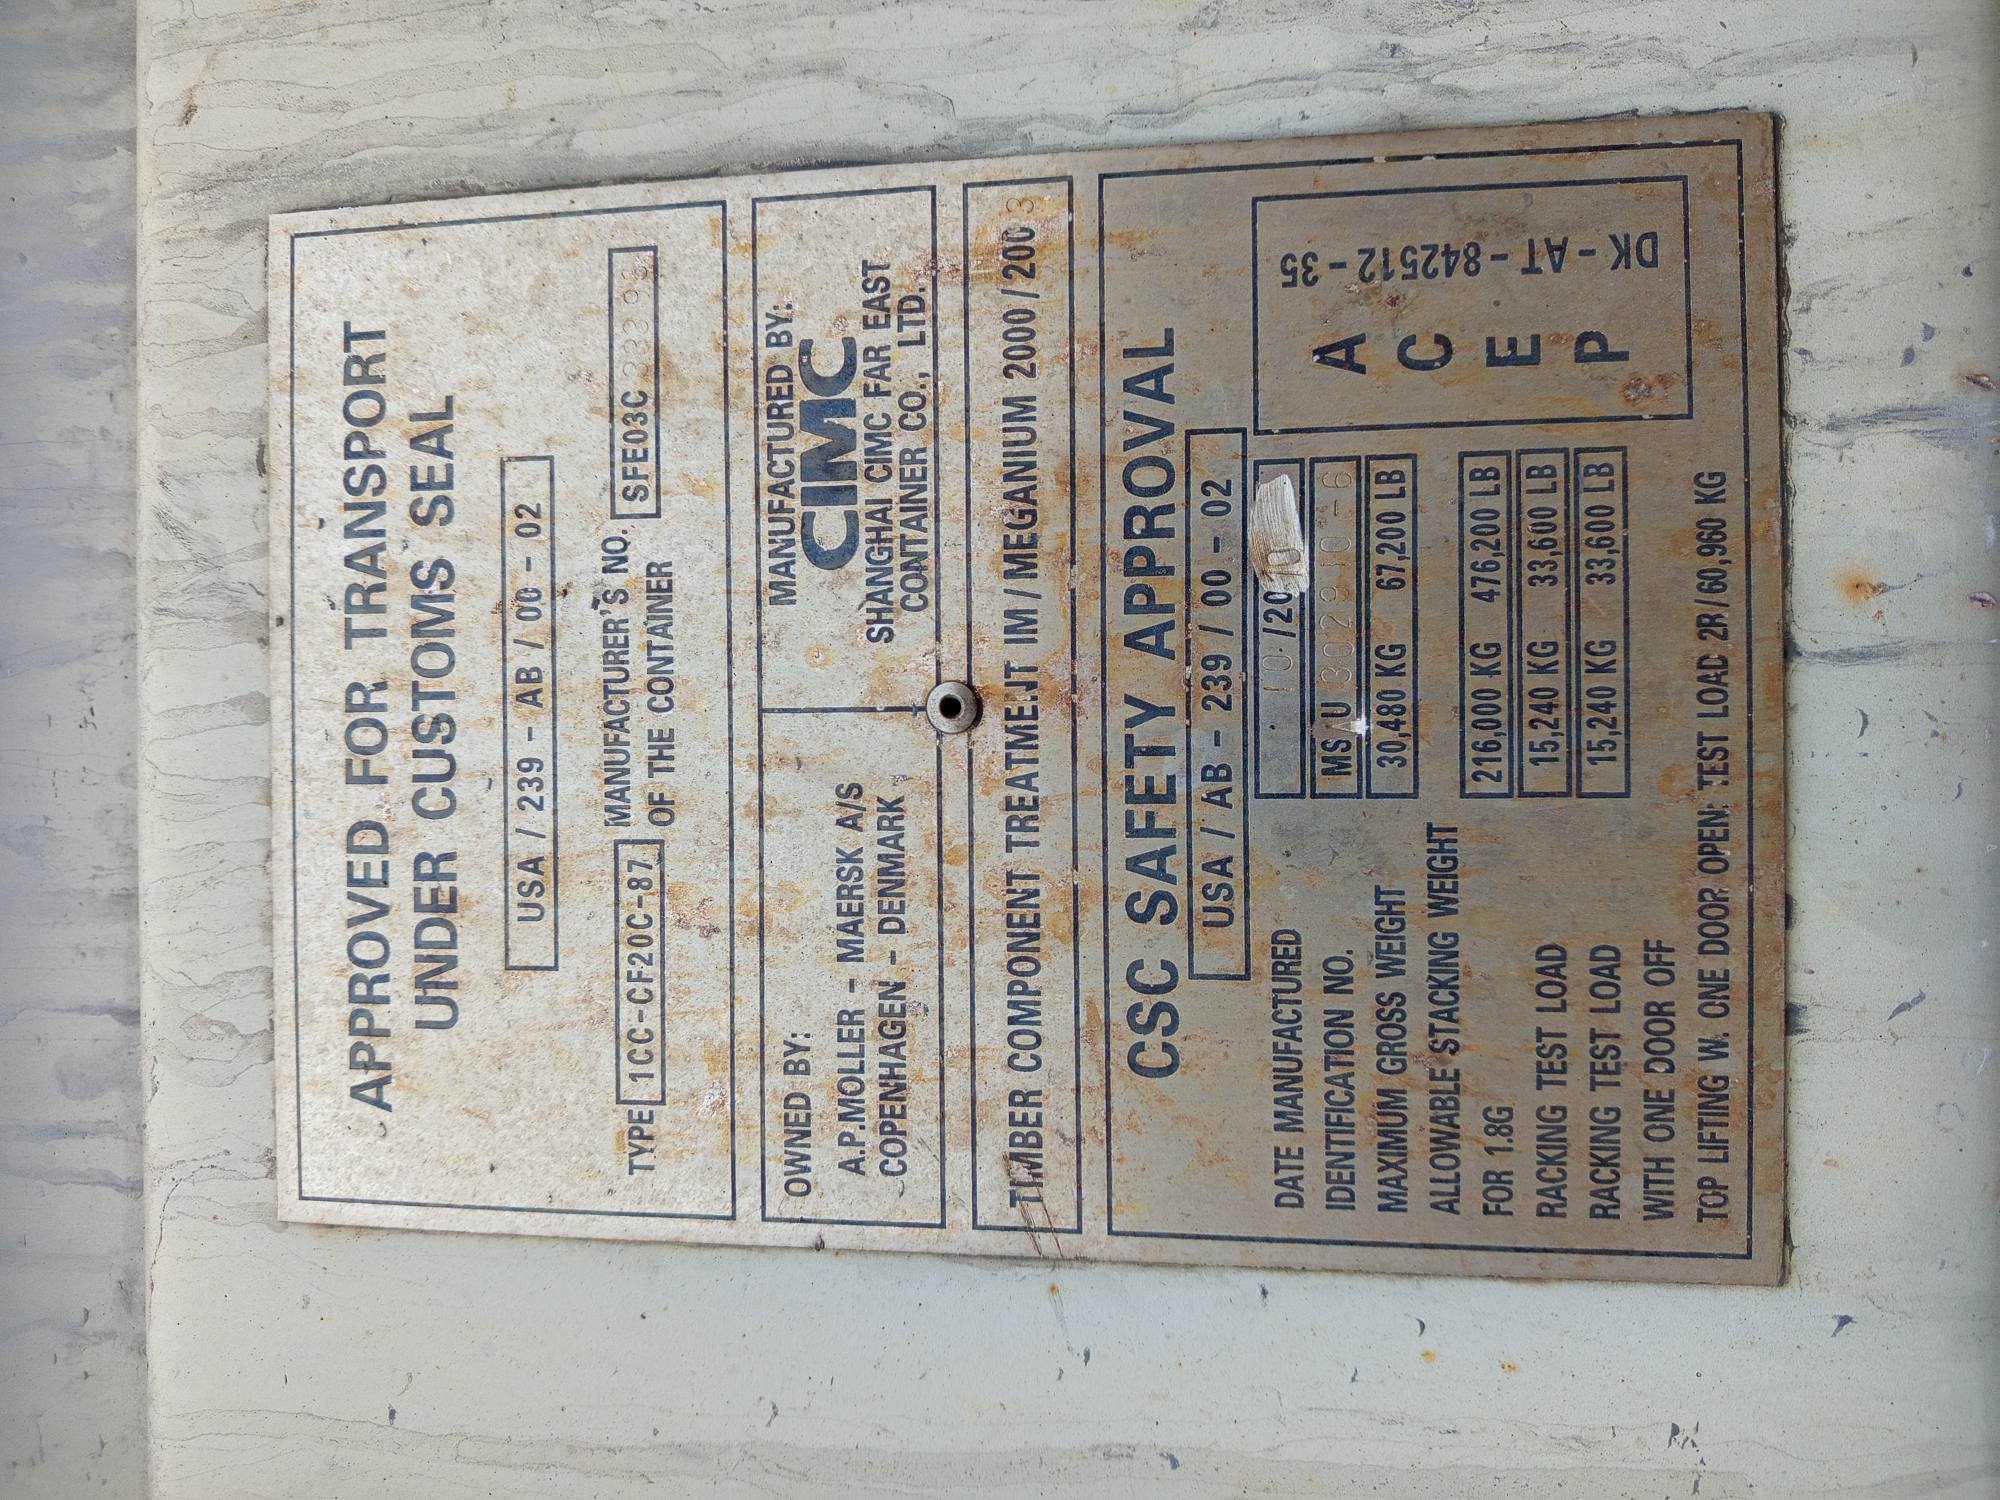 APPROVED FOR TRANSPORT
UNDER CUSTOMS SEAL
USA / 239 - AB / 00 - 02
TYPE 1CC-CF20C-87 MANUFACTURER'S NO. SFE03C
OF THE CONTAINER
OWNED BY:
A.P.MOLLER - MAERSK A/S
COPENHAGEN - DENMARK
MANUFACTURED BY:
CIMC
SHANGHAI CIMC FAR EAST
CONTAINER CO., LTD.
TIMBER COMPONENT TREATMENT IM / MEGANIUM 2000 / 2003
CSC SAFETY APPROVAL
USA / AB - 239 / 00 - 02
DATE MANUFACTURED 10 /20
IDENTIFICATION NO. MS U 302910-6
MAXIMUM GROSS WEIGHT 30,480 KG 67,200 LB
ALLOWABLE STACKING WEIGHT
FOR 1.8G 216,000 KG 476,200 LB
RACKING TEST LOAD 15,240 KG 33,600 LB
RACKING TEST LOAD 15,240 KG 33,600 LB
WITH ONE DOOR OFF
TOP LIFTING W. ONE DOOR OPEN: TEST LOAD 2R/60,960 KG
A
C
E
P
DK - AT - 842512 - 35